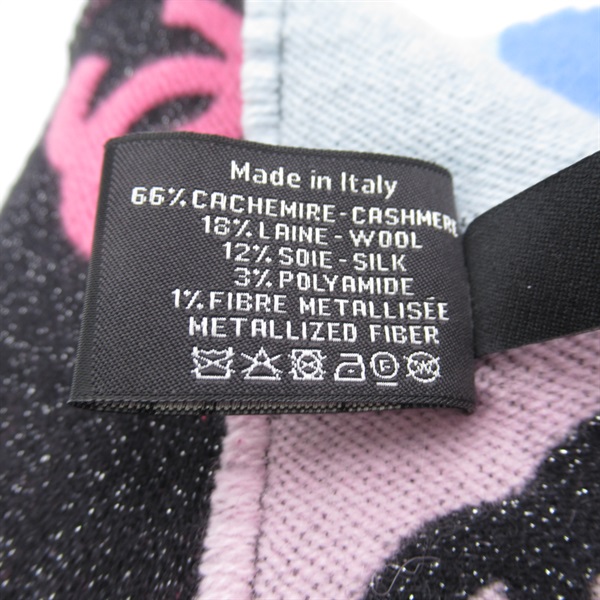 Made in Italy
66% CACHEMIRE-CASHMERE
18% LAINE-WOOL
12% SOIE-SILK
3% POLYAMIDE
1% FIBRE METALLISÉE
METALLIZED FIBER